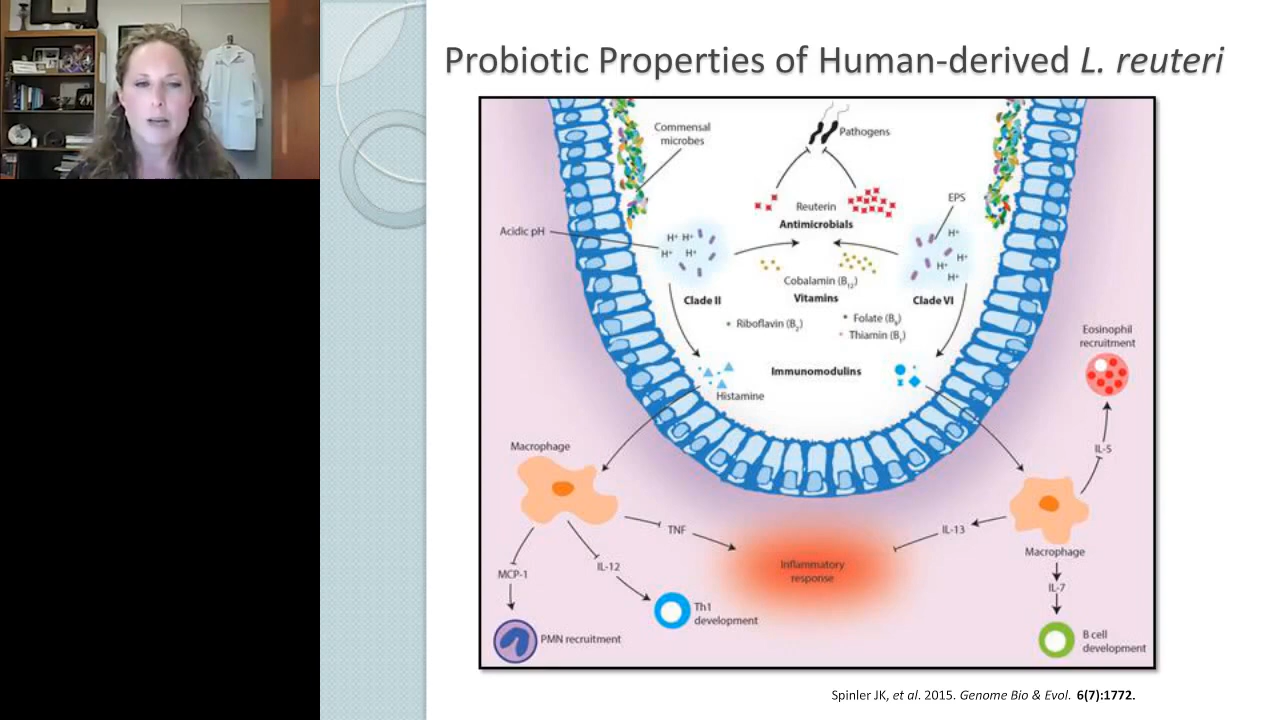 Probiotic Properties of Human-derived L. reuteri
Commensal
microbes
Pathogens
Reuterin
Antimicrobials
EPS
Acidic pH
H⁺ H⁺
H⁺ H⁺
H⁺
H⁺
H⁺
H⁺
Cobalamin (B₁₂)
Clade II
Vitamins
Clade VI
Riboflavin (B₂)
Folate (B₉)
Thiamin (B₁)
Immunomodulins
Histamine
Eosinophil
recruitment
Macrophage
IL-5
TNF
IL-13
Inflammatory
response
Macrophage
MCP-1
IL-12
IL-7
Th1
development
PMN recruitment
B cell
development
Spinler JK, et al. 2015. Genome Bio & Evol. 6(7):1772.